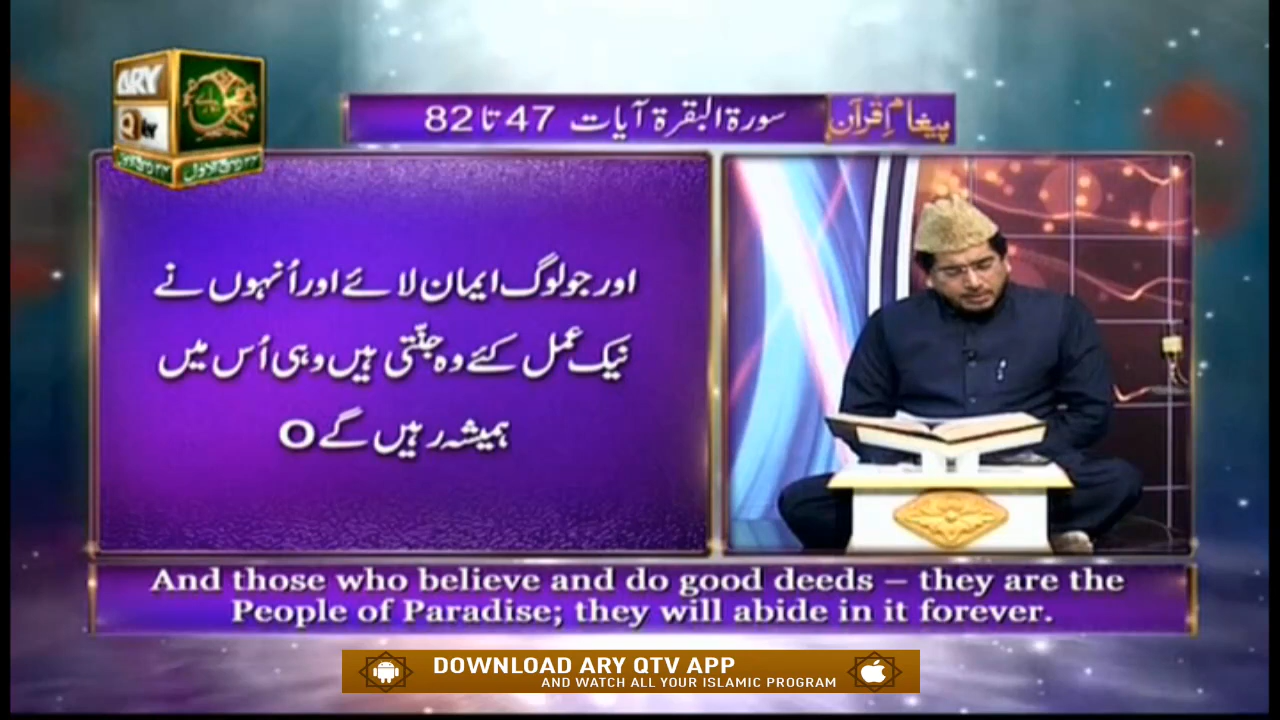 ARY
Qtv
پیغامِ قرآن
سورۃ البقرۃ آیات 47 تا 82
اور جو لوگ ایمان لائے اور اُنہوں نے
نیک عمل کئے وہ جنّتی ہیں وہی اُس میں
ہمیشہ رہیں گے O
And those who believe and do good deeds – they are the
People of Paradise; they will abide in it forever.
DOWNLOAD ARY QTV APP
AND WATCH ALL YOUR ISLAMIC PROGRAM